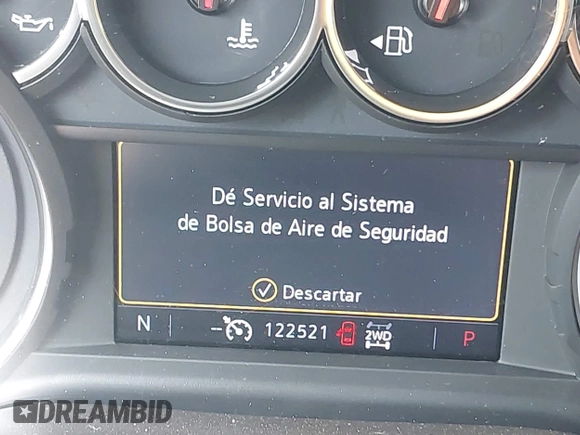 Dé Servicio al Sistema
de Bolsa de Aire de Seguridad
Descartar
N -- 122521 2WD P
DREAMBID